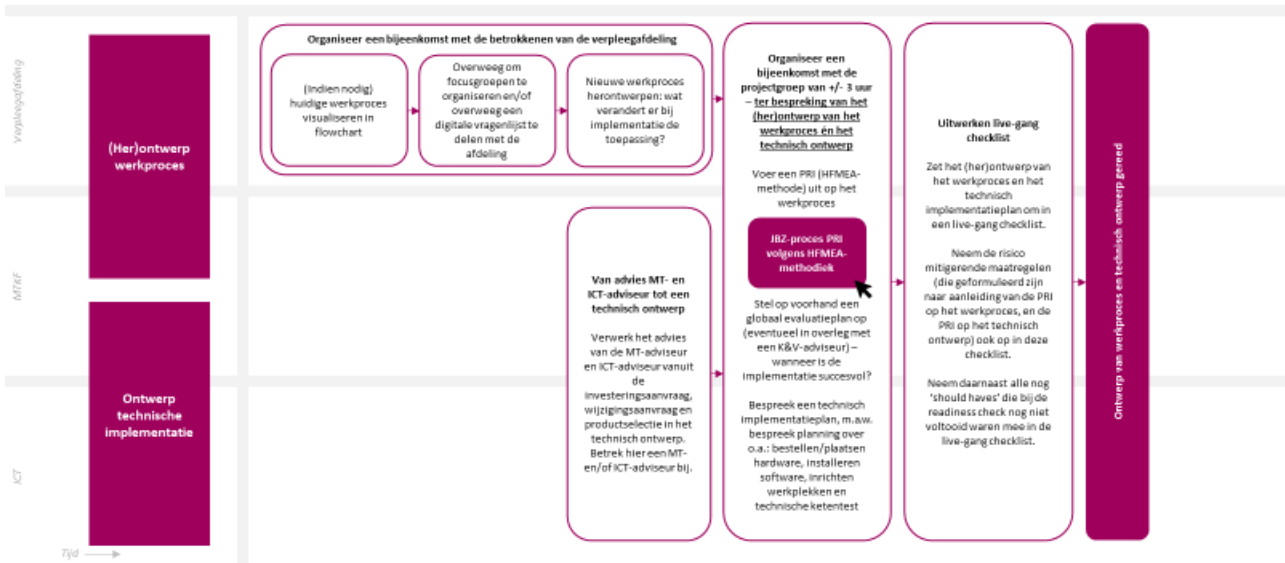 Verpleegafdeling
MTKF
ICT
Tijd
(Her)ontwerp
werkproces
Ontwerp
technische
implementatie
Organiseer een bijeenkomst met de betrokkenen van de verpleegafdeling
(Indien nodig)
huidige werkproces
visualiseren in
flowchart
Overweeg om
focusgroepen te
organiseren en/of
overweeg een
digitale vragenlijst te
delen met de
afdeling
Nieuwe werkproces
herontwerpen: wat
verandert er bij
implementatie de
toepassing?
Van advies MT- en
ICT-adviseur tot een
technisch ontwerp
Verwerk het advies
van de MT-adviseur
en ICT-adviseur vanuit
de
investeringsaanvraag,
wijzigingsaanvraag en
productselectie in het
technisch ontwerp.
Betrek hier een MT-
en/of ICT-adviseur bij.
Organiseer een
bijeenkomst met de
projectgroep van +/- 3 uur
– ter bespreking van het
(her)ontwerp van het
werkproces én het
technisch ontwerp
Voer een PRI (HFMEA-
methode) uit op het
werkproces
JBZ-proces PRI
volgens HFMEA-
methodiek
Stel op voorhand een
globaal evaluatieplan op
(eventueel in overleg met
een K&V-adviseur) –
wanneer is de
implementatie succesvol?
Bespreek een technisch
implementatieplan, m.a.w.
bespreek planning over
o.a.: bestellen/plaatsen
hardware, installeren
software, inrichten
werkplekken en
technische ketentest
Uitwerken live-gang
checklist
Zet het (her)ontwerp van
het werkproces en het
technisch
implementatieplan om in
een live-gang checklist.
Neem de risico
mitigerende maatregelen
(die geformuleerd zijn
naar aanleiding van de PRI
op het werkproces, en de
PRI op het technisch
ontwerp) ook op in deze
checklist.
Neem daarnaast alle nog
‘should haves’ die bij de
readiness check nog niet
voltooid waren mee in de
live-gang checklist.
Ontwerp van werkproces en technisch ontwerp gereed